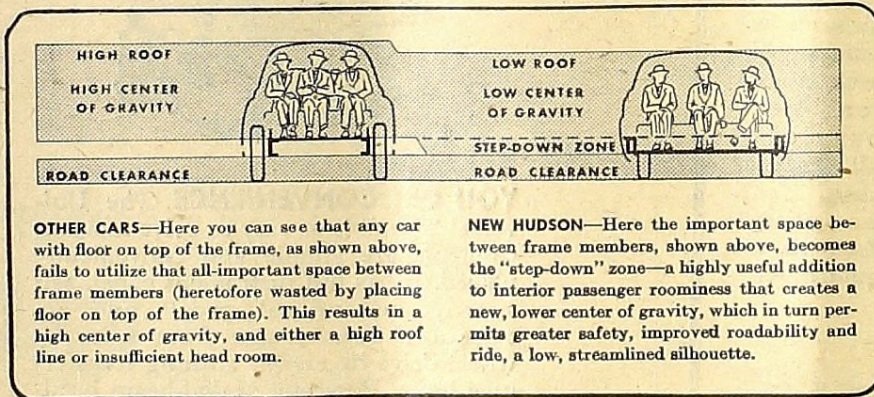 HIGH ROOF
HIGH CENTER
OF GRAVITY
ROAD CLEARANCE
LOW ROOF
LOW CENTER
OF GRAVITY
STEP-DOWN ZONE
ROAD CLEARANCE
OTHER CARS—Here you can see that any car
with floor on top of the frame, as shown above,
fails to utilize that all-important space between
frame members (heretofore wasted by placing
floor on top of the frame). This results in a
high center of gravity, and either a high roof
line or insufficient head room.
NEW HUDSON—Here the important space be-
tween frame members, shown above, becomes
the “step-down” zone—a highly useful addition
to interior passenger roominess that creates a
new, lower center of gravity, which in turn per-
mits greater safety, improved roadability and
ride, a low, streamlined silhouette.